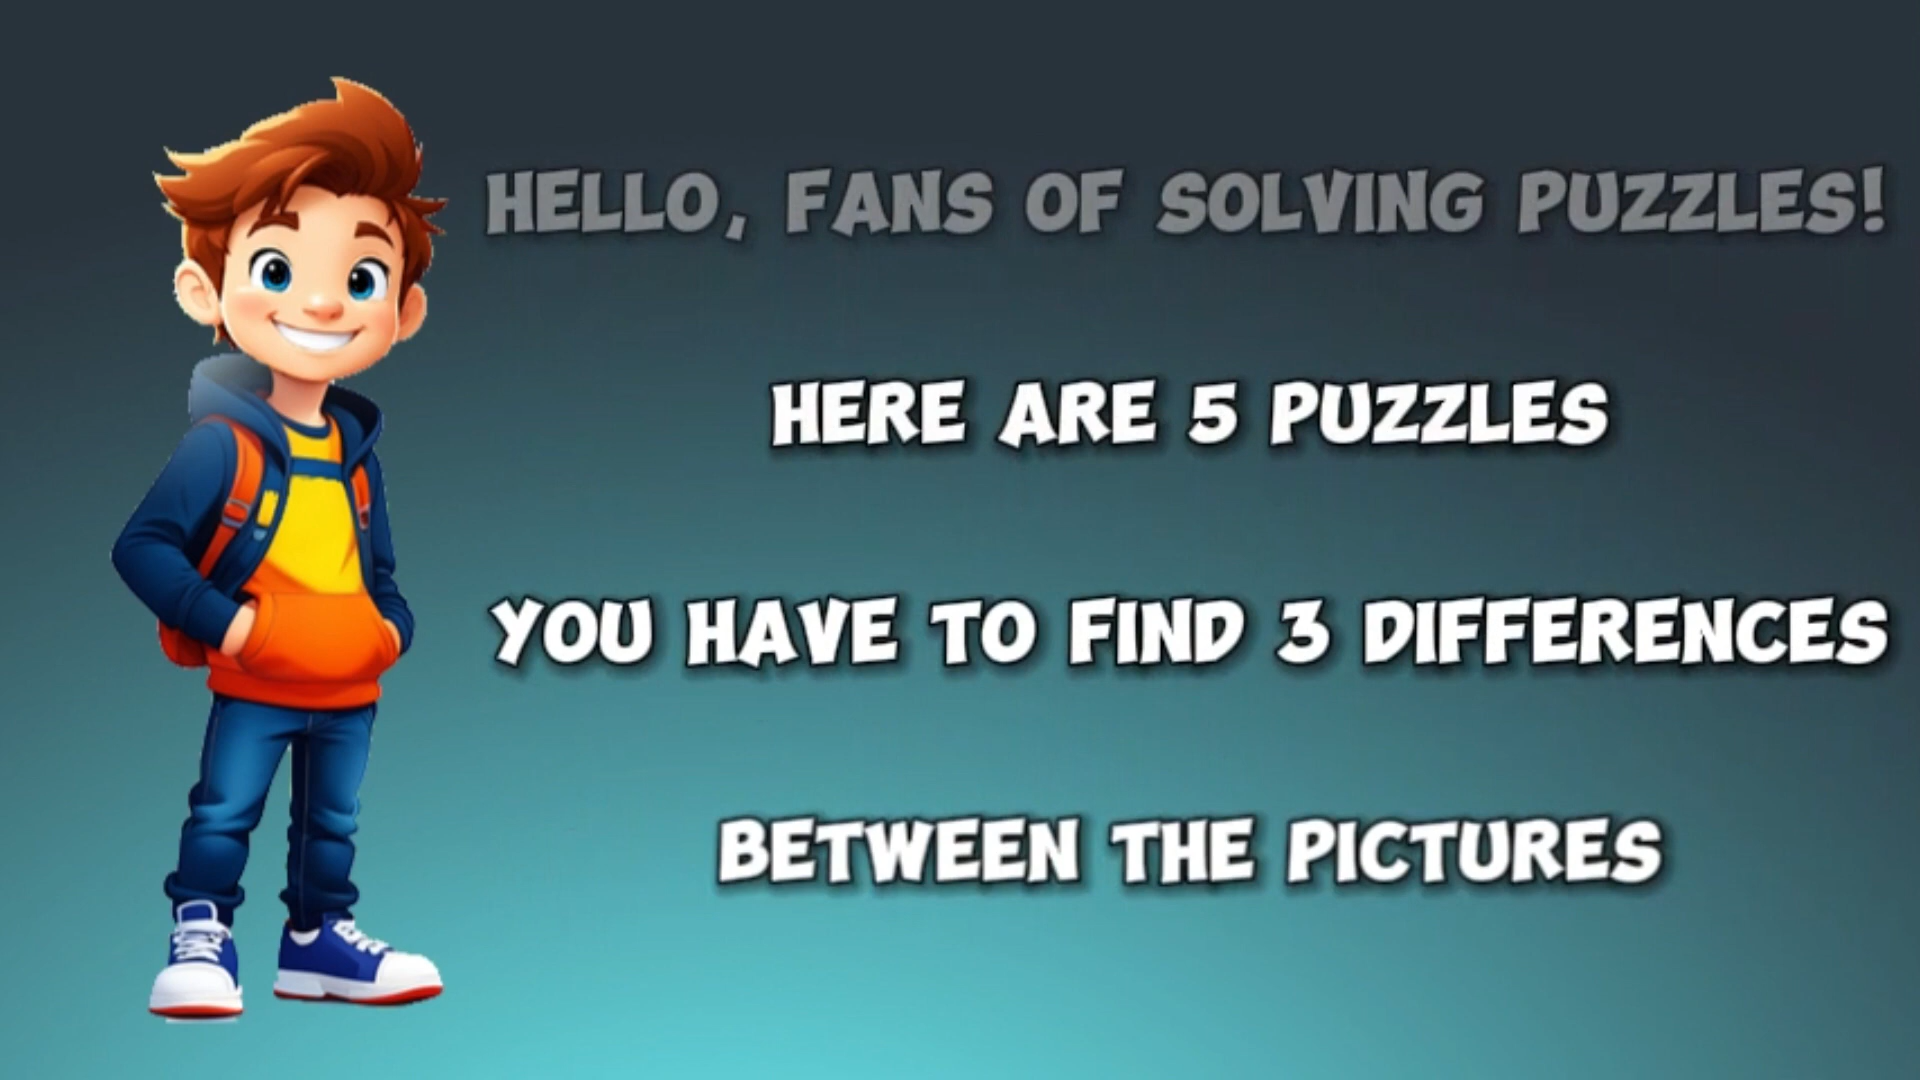 HELLO, FANS OF SOLVING PUZZLES!
HERE ARE 5 PUZZLES
YOU HAVE TO FIND 3 DIFFERENCES
BETWEEN THE PICTURES